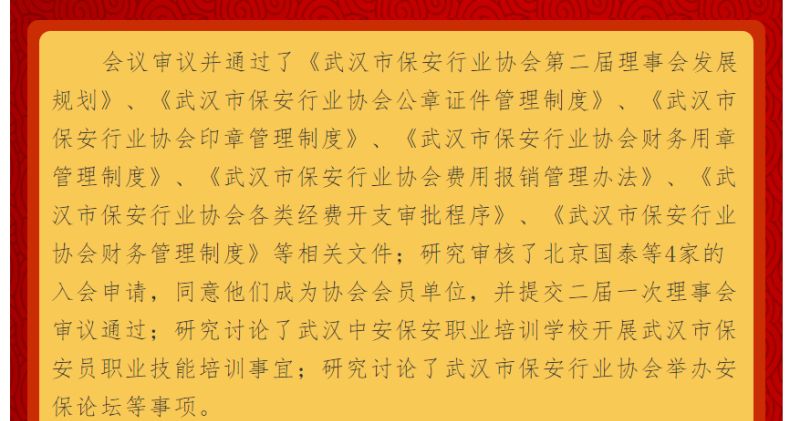 会议审议并通过了《武汉市保安行业协会第二届理事会发展
规划》、《武汉市保安行业协会公章证件管理制度》、《武汉市
保安行业协会印章管理制度》、《武汉市保安行业协会财务用章
管理制度》、《武汉市保安行业协会费用报销管理办法》、《武
汉市保安行业协会各类经费开支审批程序》、《武汉市保安行业
协会财务管理制度》等相关文件；研究审核了北京国泰等4家的
入会申请，同意他们成为协会会员单位，并提交二届一次理事会
审议通过；研究讨论了武汉中安保安职业培训学校开展武汉市保
安员职业技能培训事宜；研究讨论了武汉市保安行业协会举办安
保论坛等事项。